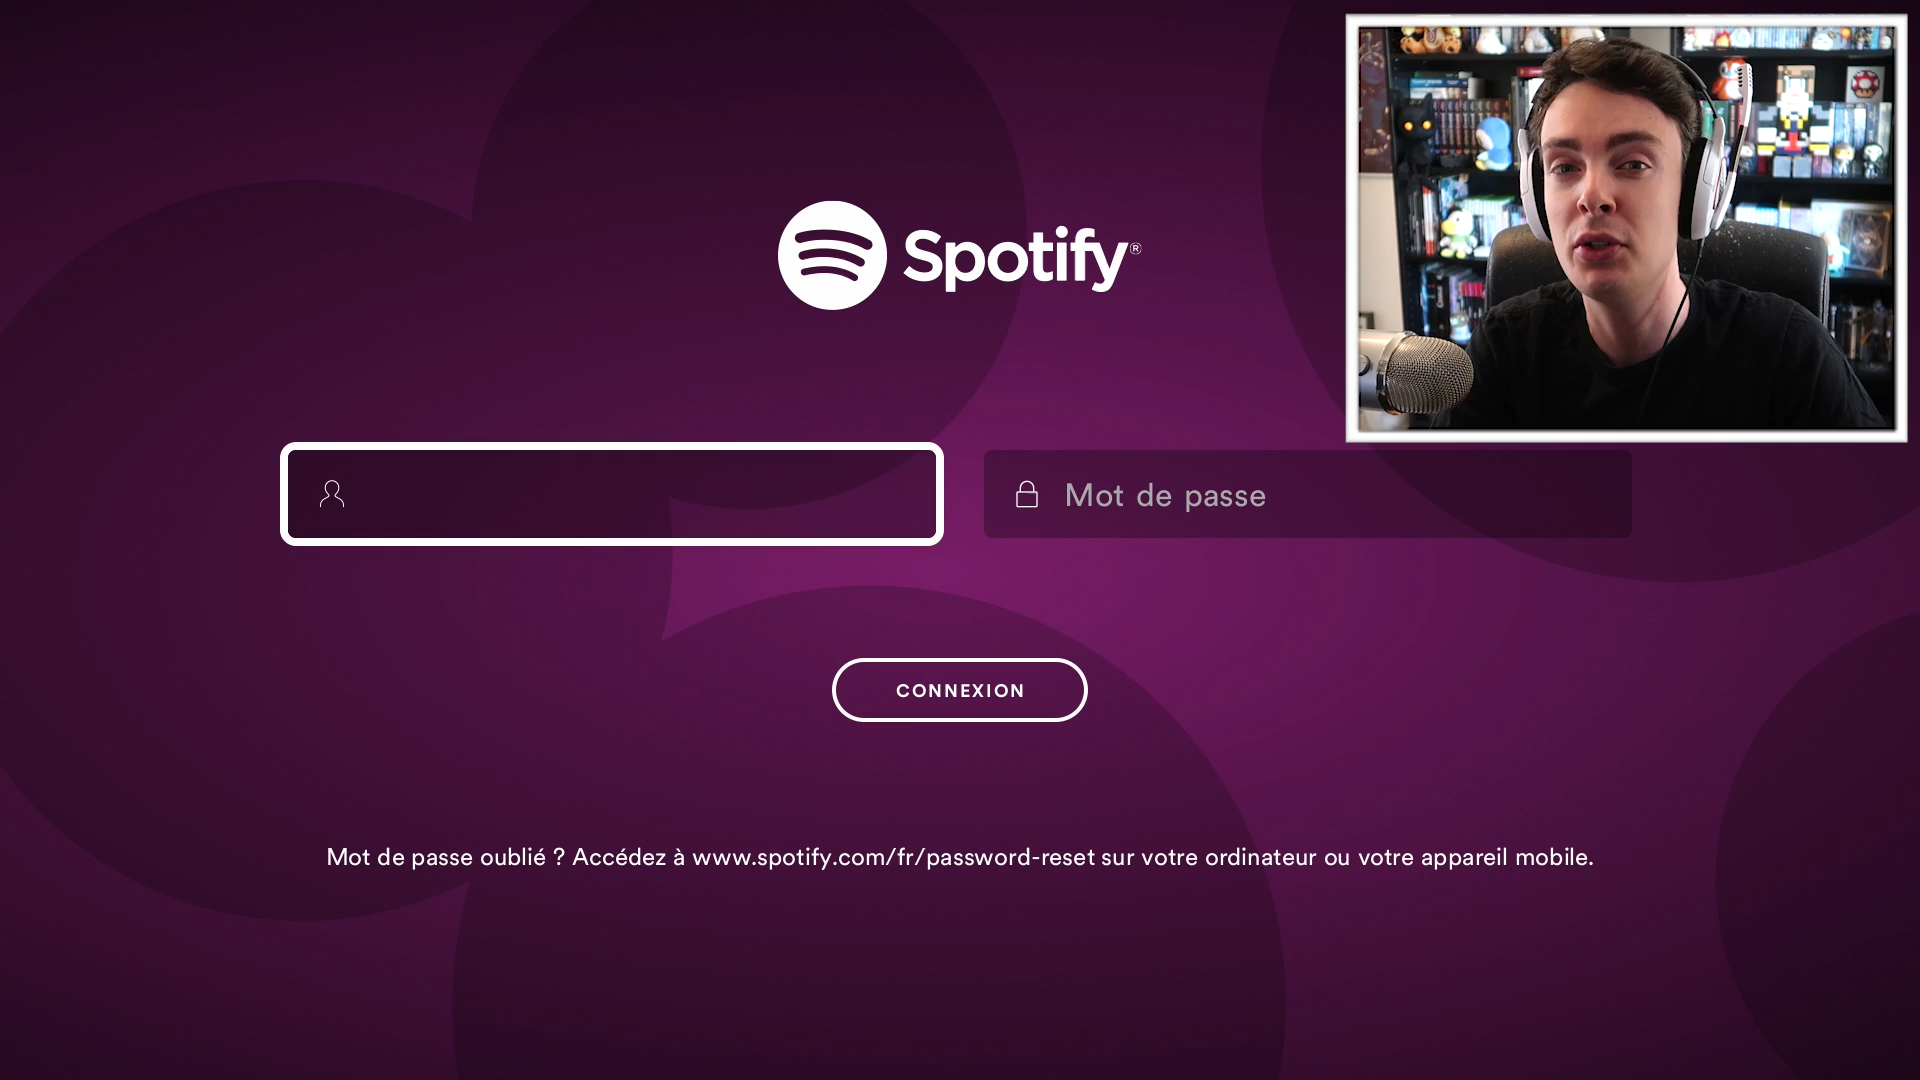 Spotify®
Mot de passe
CONNEXION
Mot de passe oublié ? Accédez à www.spotify.com/fr/password-reset sur votre ordinateur ou votre appareil mobile.